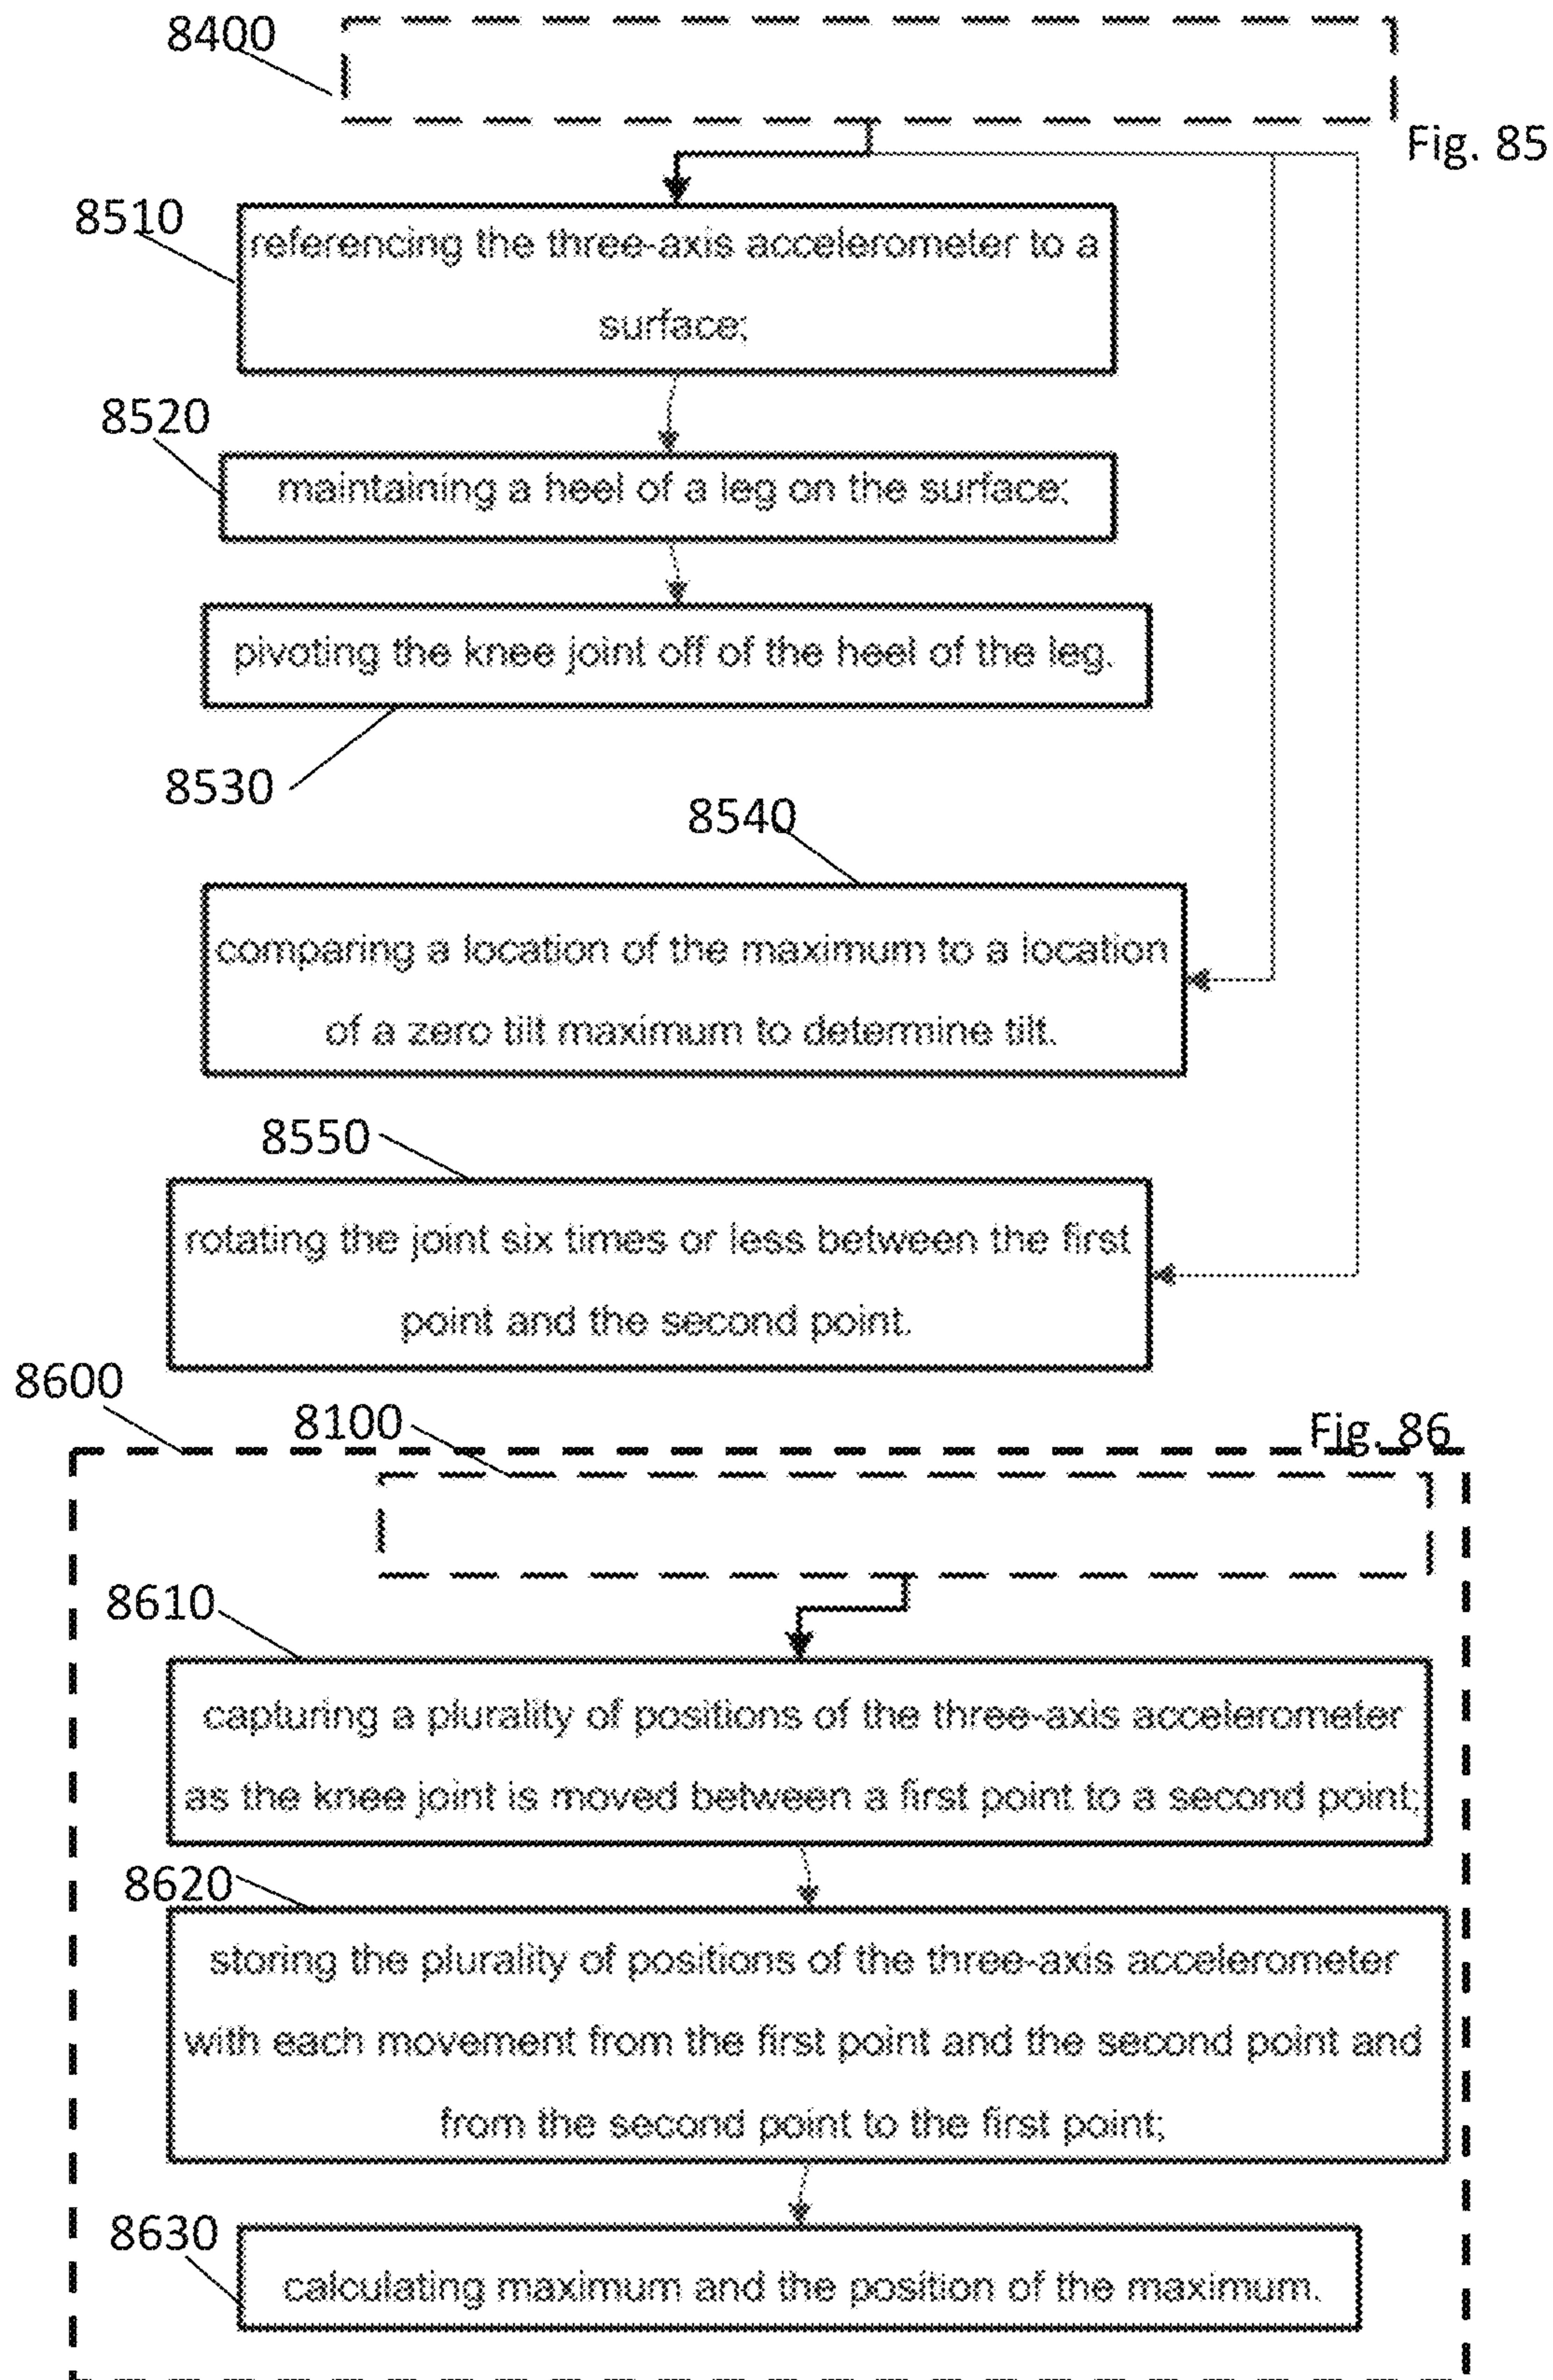 8400
Fig. 85
8510
referencing the three-axis accelerometer to a
surface;
8520
maintaining a heel of a leg on the surface;
pivoting the knee joint off of the heel of the leg.
8530
8540
comparing a location of the maximum to a location
of a zero tilt maximum to determine tilt.
8550
rotating the joint six times or less between the first
point and the second point.
8600
8100
Fig. 86
8610
capturing a plurality of positions of the three-axis accelerometer
as the knee joint is moved between a first point to a second point;
8620
storing the plurality of positions of the three-axis accelerometer
with each movement from the first point and the second point and
from the second point to the first point;
8630
calculating maximum and the position of the maximum.